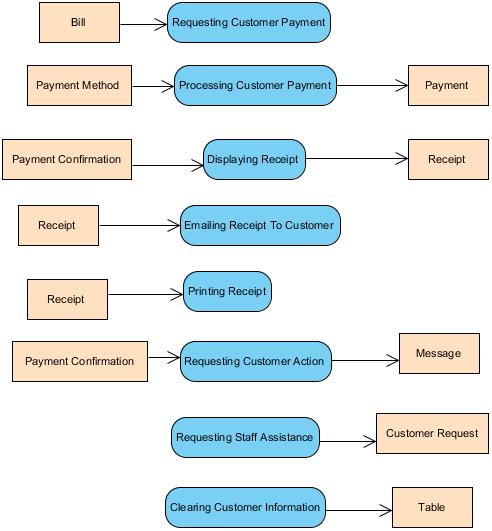 Bill
Requesting Customer Payment
Payment Method
Processing Customer Payment
Payment
Payment Confirmation
Displaying Receipt
Receipt
Receipt
Emailing Receipt To Customer
Receipt
Printing Receipt
Payment Confirmation
Requesting Customer Action
Message
Requesting Staff Assistance
Customer Request
Clearing Customer Information
Table